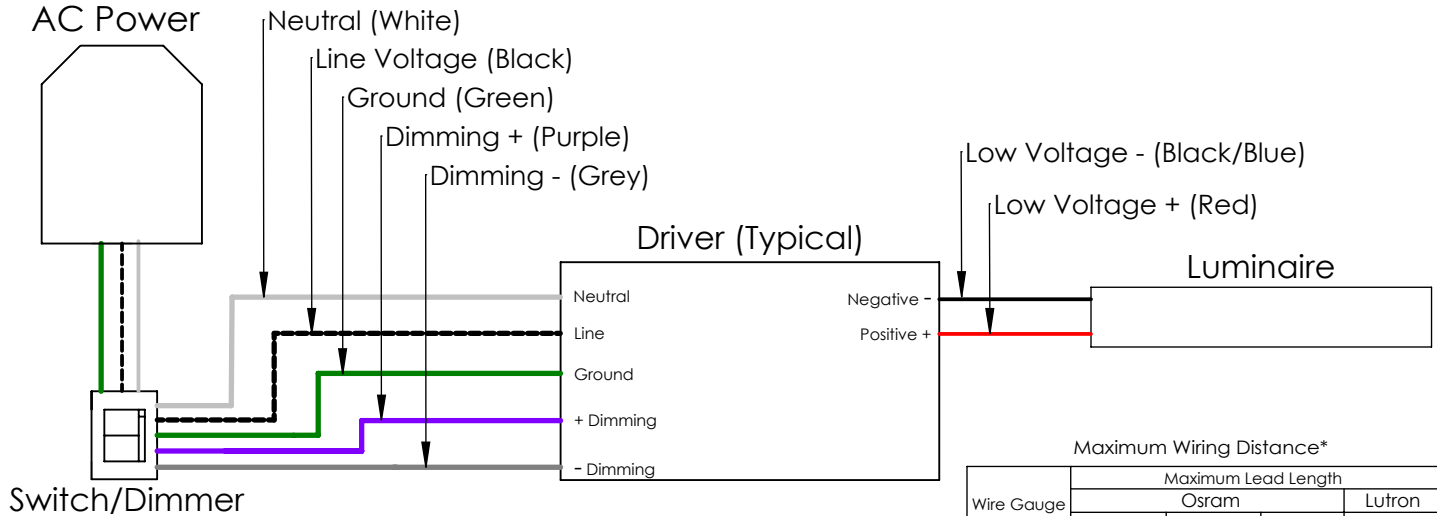 AC Power
Neutral (White)
Line Voltage (Black)
Ground (Green)
Dimming + (Purple)
Dimming - (Grey)
Low Voltage - (Black/Blue)
Low Voltage + (Red)
Driver (Typical)
Luminaire
Neutral
Line
Ground
+ Dimming
- Dimming
Negative -
Positive +
Switch/Dimmer
Maximum Wiring Distance*
Maximum Lead Length
Wire Gauge
Osram
Lutron